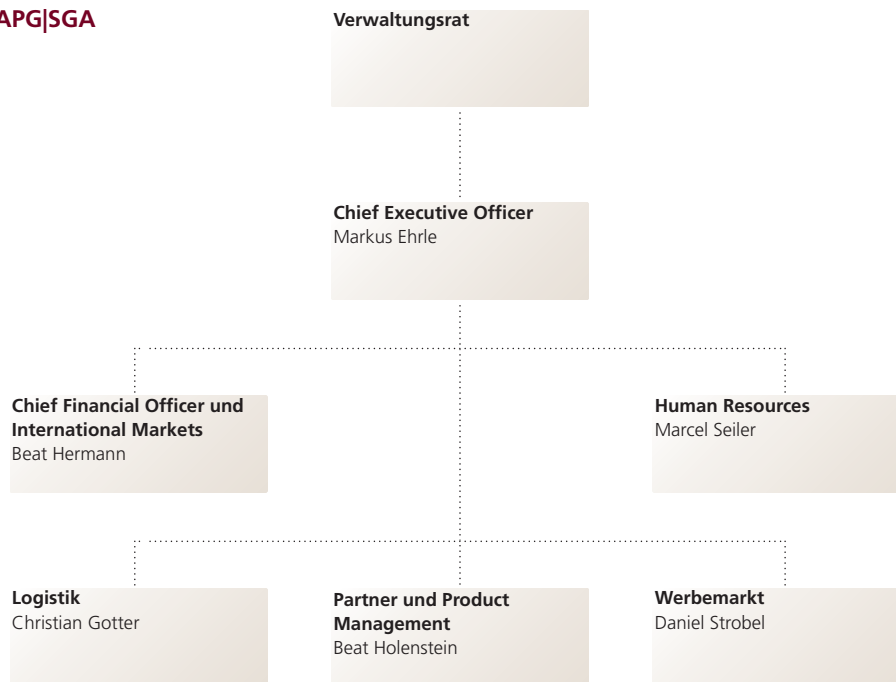 APG|SGA
Verwaltungsrat
Chief Executive Officer
Markus Ehrle
Chief Financial Officer und
International Markets
Beat Hermann
Human Resources
Marcel Seiler
Logistik
Christian Gotter
Partner und Product
Management
Beat Holenstein
Werbemarkt
Daniel Strobel